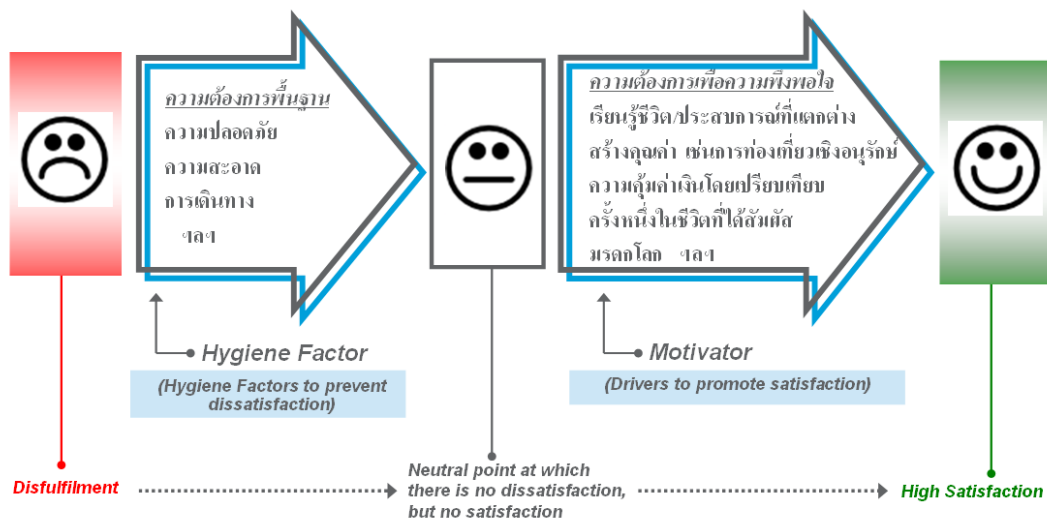 ความต้องการพื้นฐาน
ความปลอดภัย
ความสะอาด
การเดินทาง
ฯลฯ
ความต้องการเพื่อความพึงพอใจ
เรียนรู้ชีวิต/ประสบการณ์ที่แตกต่าง
สร้างคุณค่า เช่นการท่องเที่ยวเชิงอนุรักษ์
ความคุ้มค่าเงินโดยเปรียบเทียบ
ครั้งหนึ่งในชีวิตที่ได้สัมผัส
มรดกโลก ฯลฯ
Hygiene Factor
(Hygiene Factors to prevent
dissatisfaction)
Motivator
(Drivers to promote satisfaction)
Disfulfilment
Neutral point at which
there is no dissatisfaction,
but no satisfaction
High Satisfaction